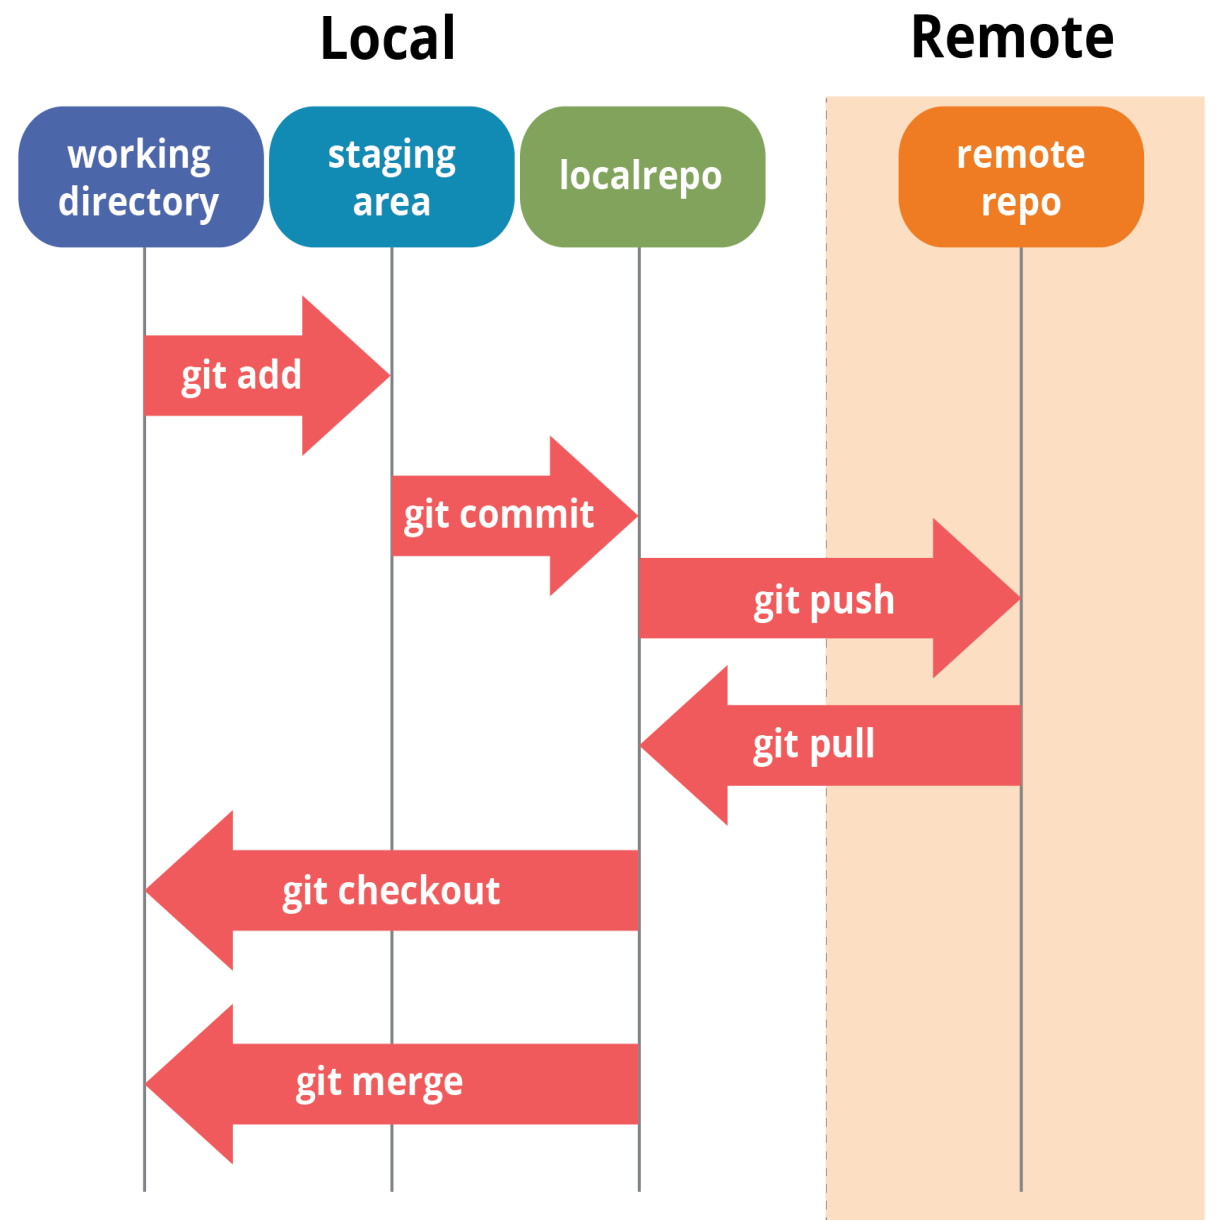 Local
Remote
working
directory
staging
area
localrepo
remote
repo
git add
git commit
git push
git pull
git checkout
git merge